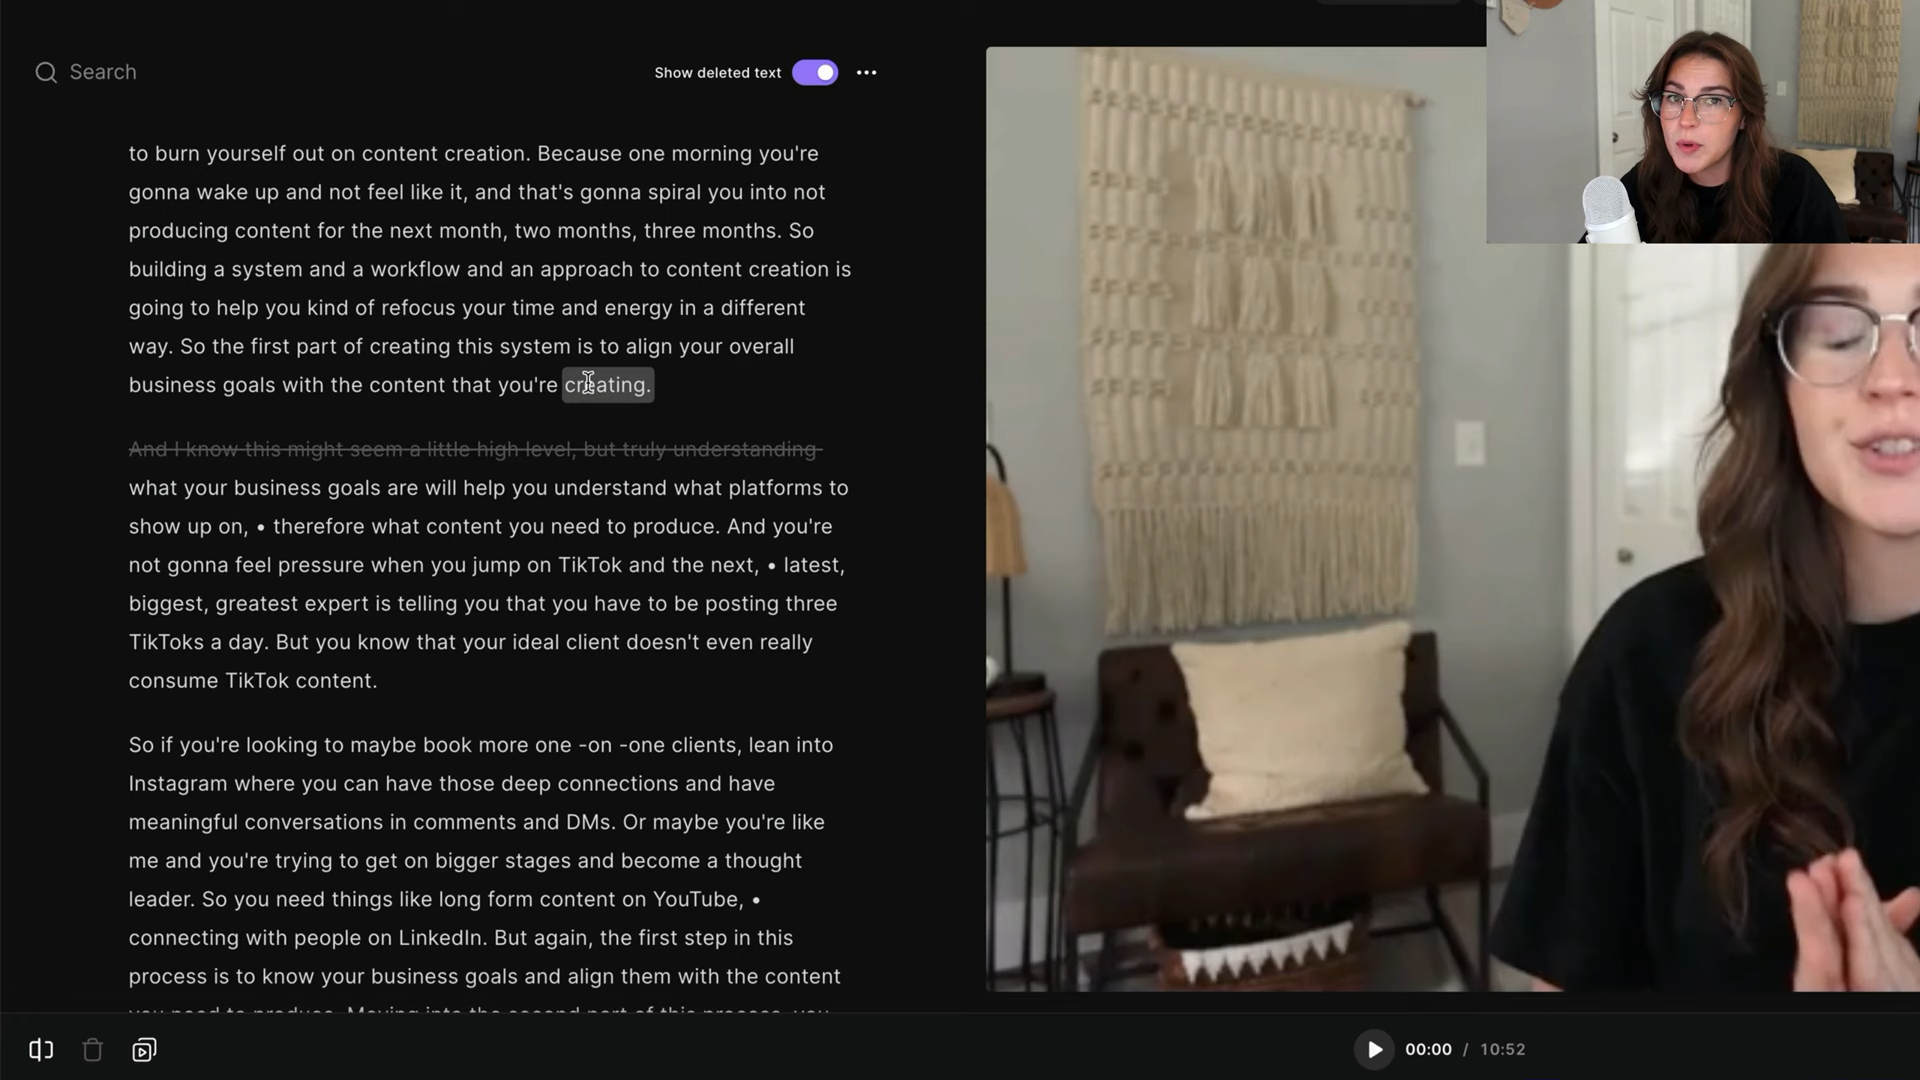 Search
Show deleted text
to burn yourself out on content creation. Because one morning you're
gonna wake up and not feel like it, and that's gonna spiral you into not
producing content for the next month, two months, three months. So
building a system and a workflow and an approach to content creation is
going to help you kind of refocus your time and energy in a different
way. So the first part of creating this system is to align your overall
business goals with the content that you're creating.
And I know this might seem a little high level, but truly understanding
what your business goals are will help you understand what platforms to
show up on, • therefore what content you need to produce. And you're
not gonna feel pressure when you jump on TikTok and the next, • latest,
biggest, greatest expert is telling you that you have to be posting three
TikToks a day. But you know that your ideal client doesn't even really
consume TikTok content.
So if you're looking to maybe book more one -on -one clients, lean into
Instagram where you can have those deep connections and have
meaningful conversations in comments and DMs. Or maybe you're like
me and you're trying to get on bigger stages and become a thought
leader. So you need things like long form content on YouTube, •
connecting with people on LinkedIn. But again, the first step in this
process is to know your business goals and align them with the content
you need to produce. Moving into the second part of this process, you
00:00 / 10:52